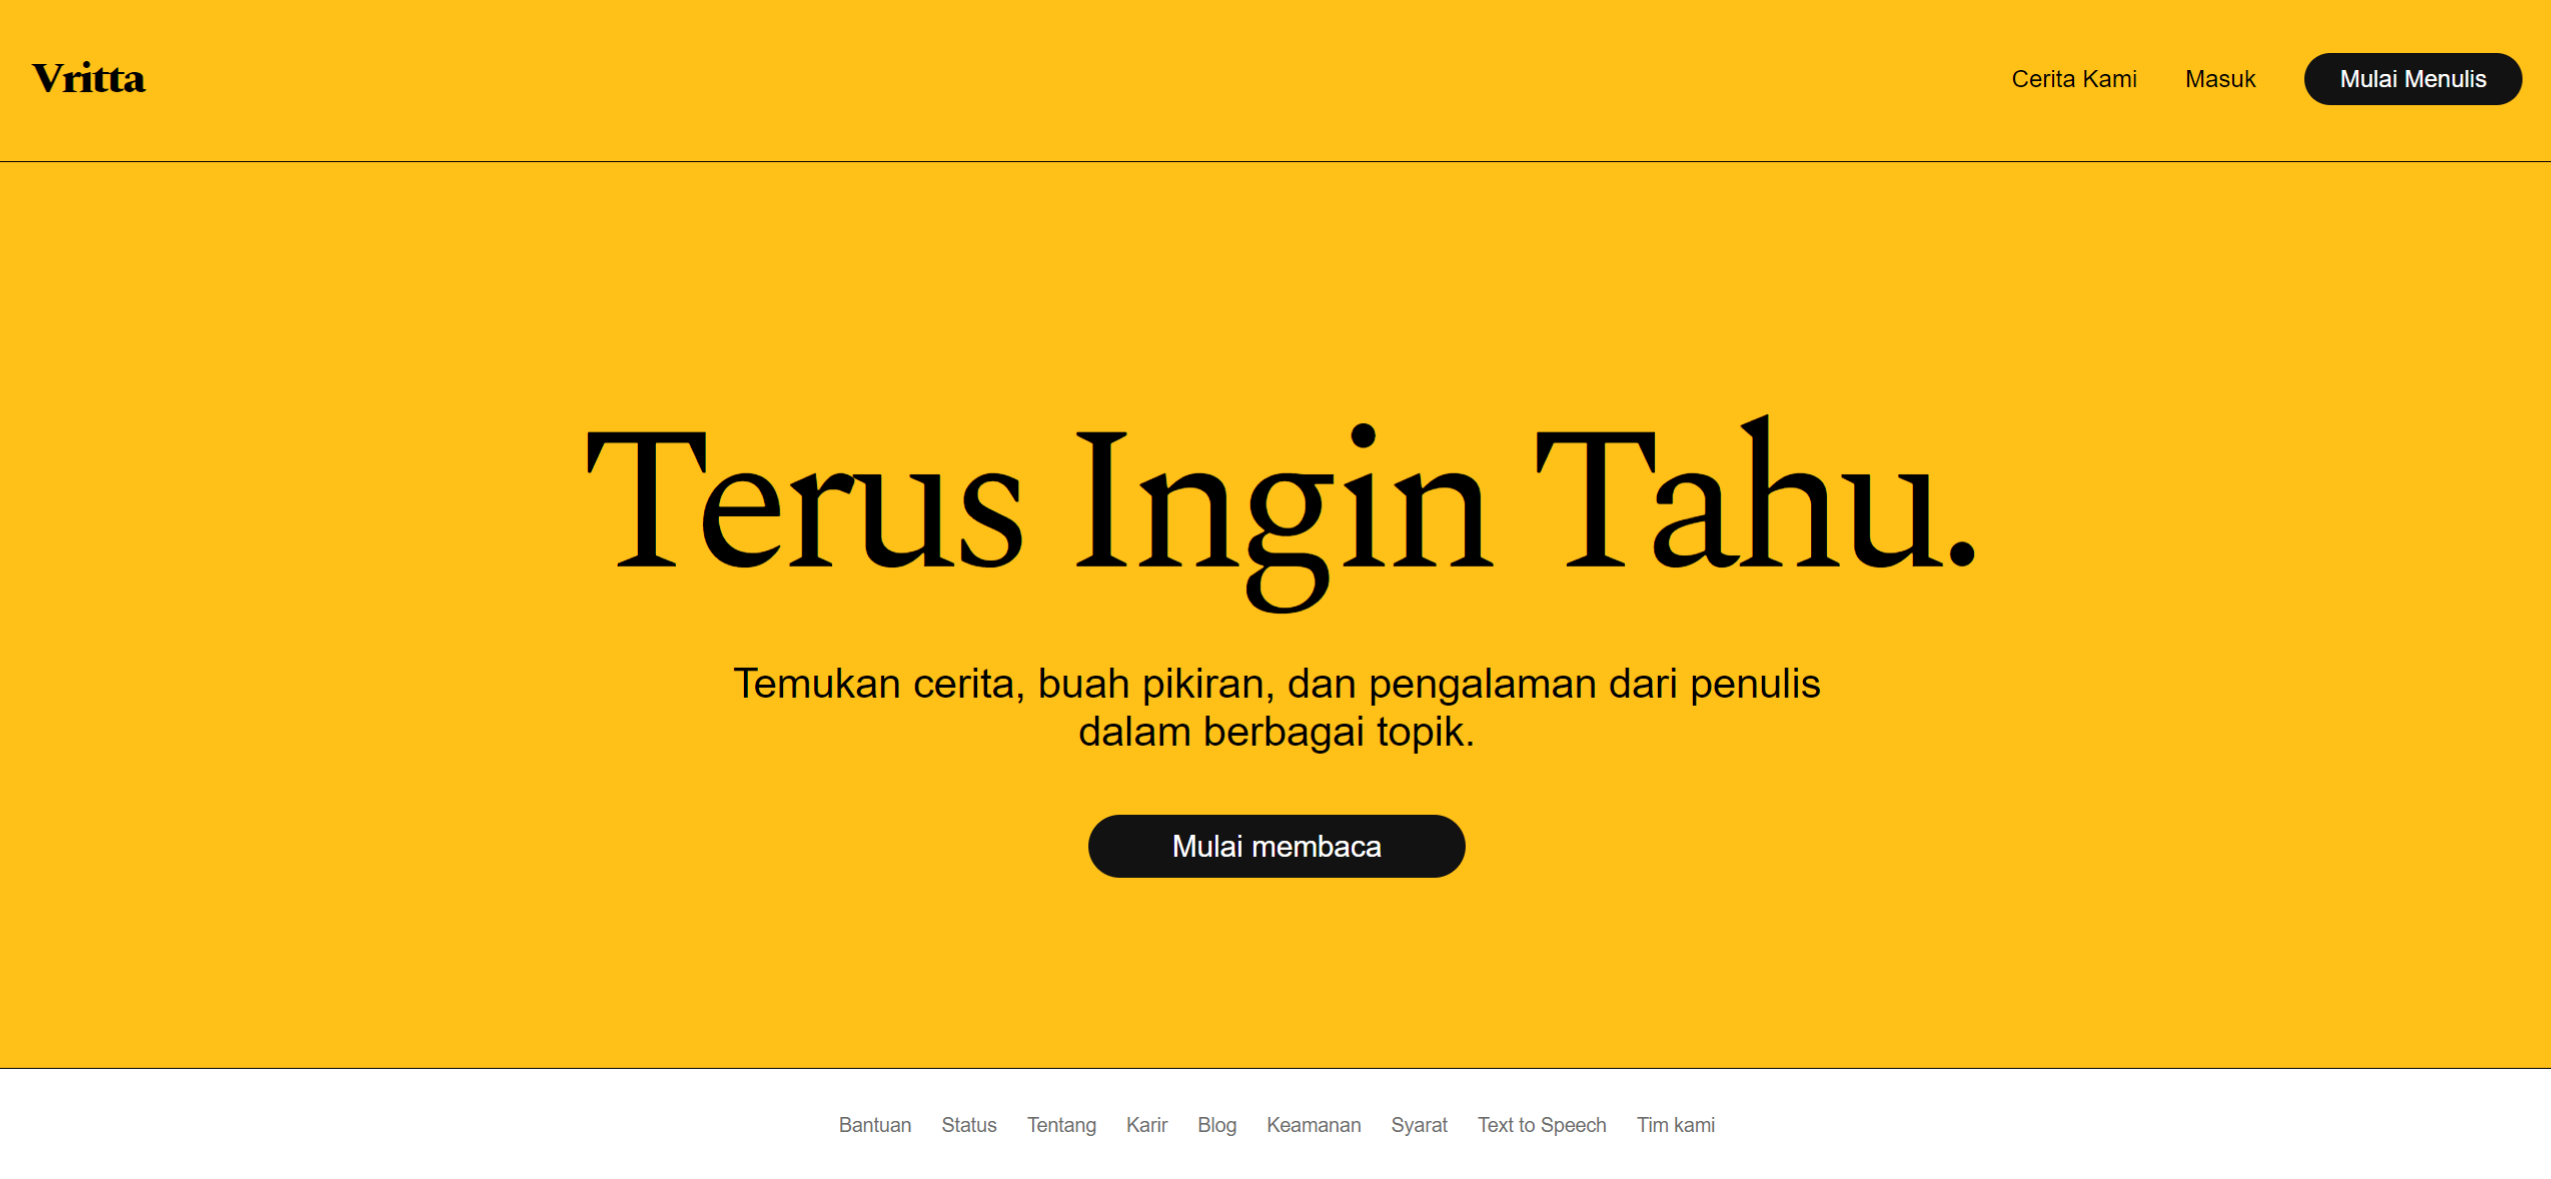 Vritta
Cerita Kami
Masuk
Mulai Menulis
Terus Ingin Tahu.
Temukan cerita, buah pikiran, dan pengalaman dari penulis
dalam berbagai topik.
Mulai membaca
Bantuan
Status
Tentang
Karir
Blog
Keamanan
Syarat
Text to Speech
Tim kami